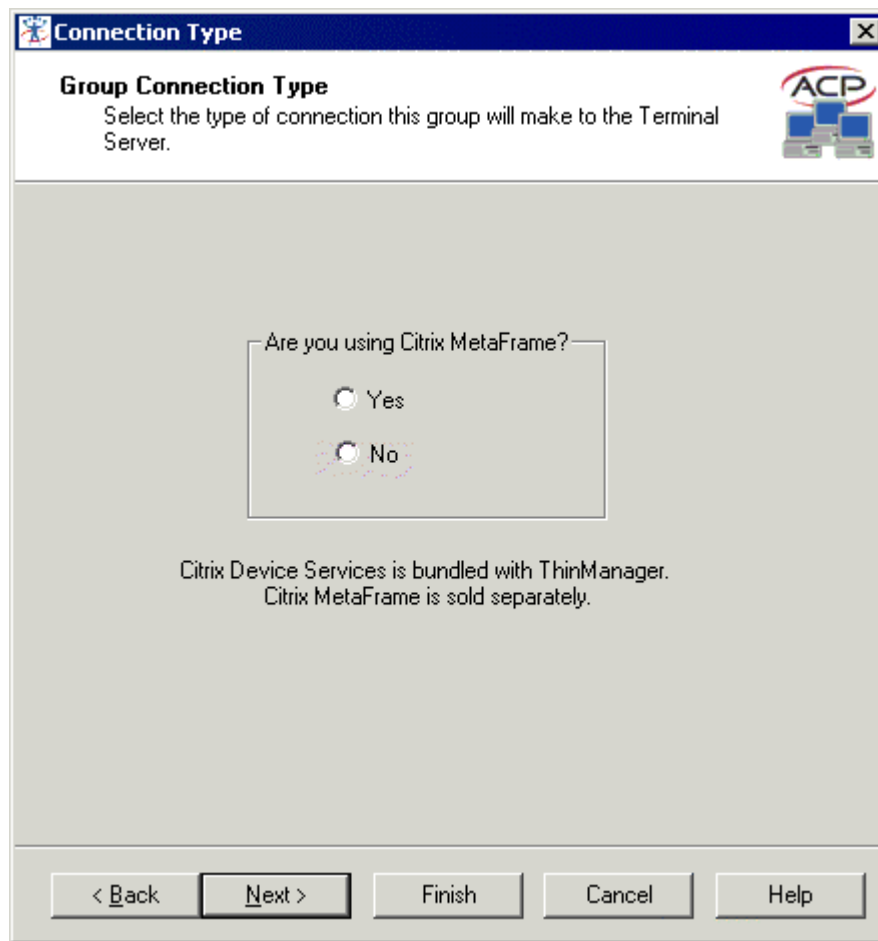 Connection Type
Group Connection Type
Select the type of connection this group will make to the Terminal
Server.
ACP
Are you using Citrix MetaFrame?
Yes
No
Citrix Device Services is bundled with ThinManager.
Citrix MetaFrame is sold separately.
< Back
Next >
Finish
Cancel
Help